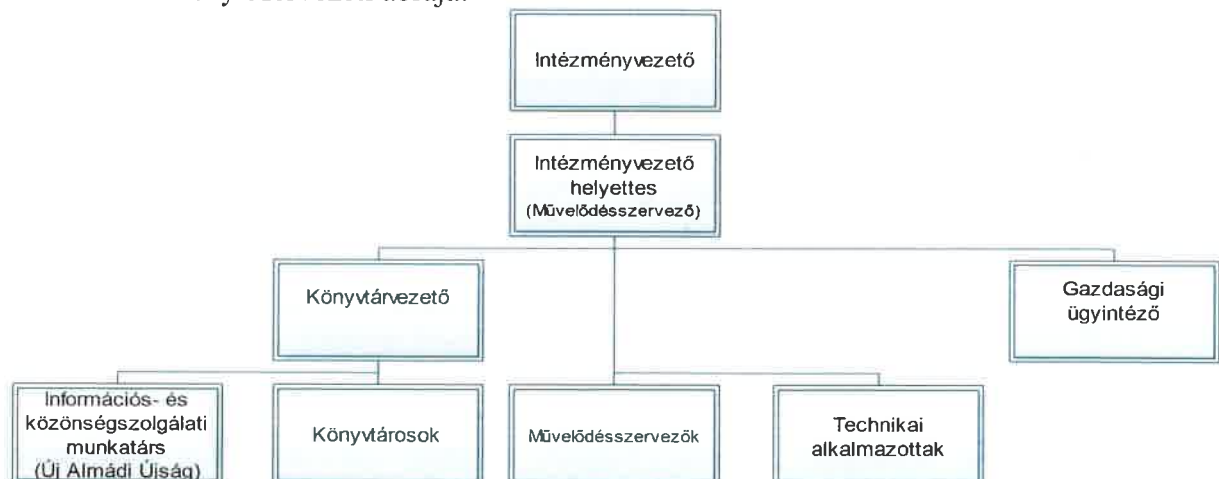 Intézményvezető
Intézményvezető
helyettes
(Művelődésszervező)
Könyvtárvezető
Gazdasági
ügyintéző
Információs- és
közönségszolgálati
munkatárs
(Új Almádi Újság)
Könyvtárosok
Művelődésszervezők
Technikai
alkalmazottak